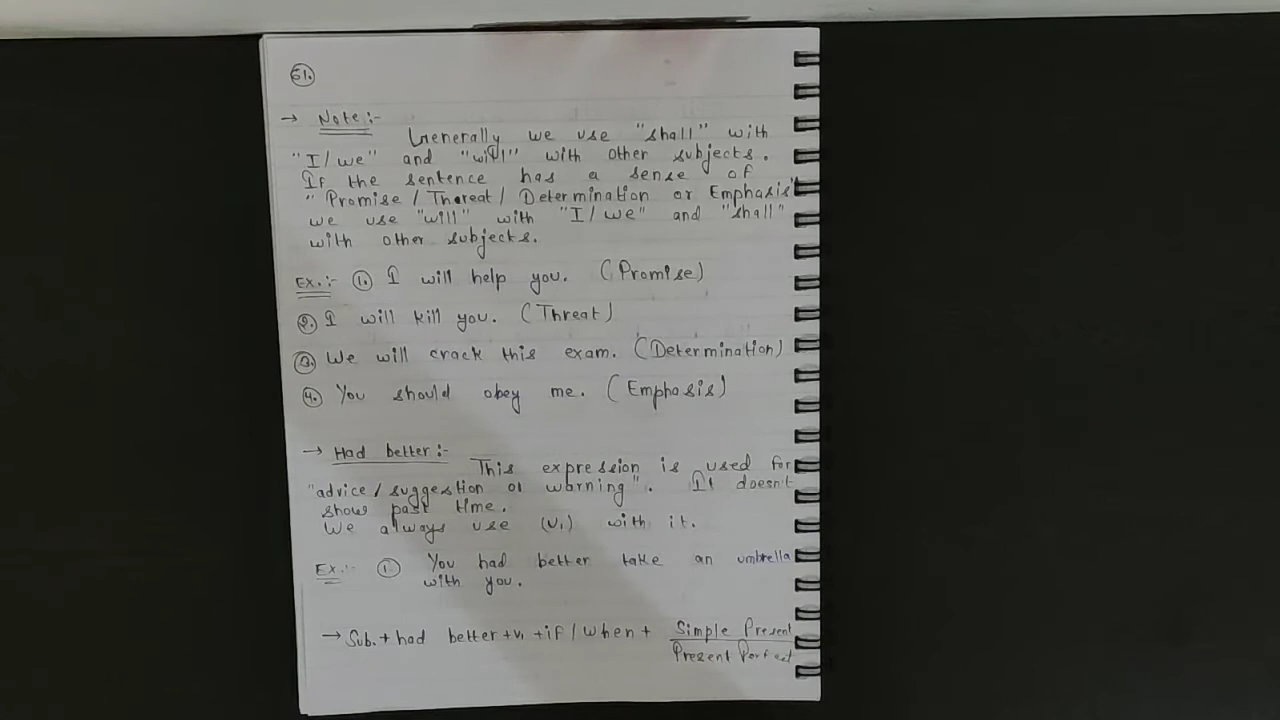 51.
→ Note:-
Generally we use "shall" with
"I/we" and "will" with other subjects.
If the sentence has a sense of
"Promise / Threat / Determination or Emphasis"
we use "will" with "I/we" and "shall"
with other subjects.
Ex.:- 1. I will help you. (Promise)
2. I will kill you. (Threat)
3. We will crack this exam. (Determination)
4. You should obey me. (Emphasis)
→ Had better:-
This expression is used for
"advice / suggestion or warning". It doesn't
show past time.
We always use (V₁) with it.
Ex.:- 1. You had better take an umbrella
with you.
→ Sub. + had better + V₁ + if / when + Simple Present
Present Perfect